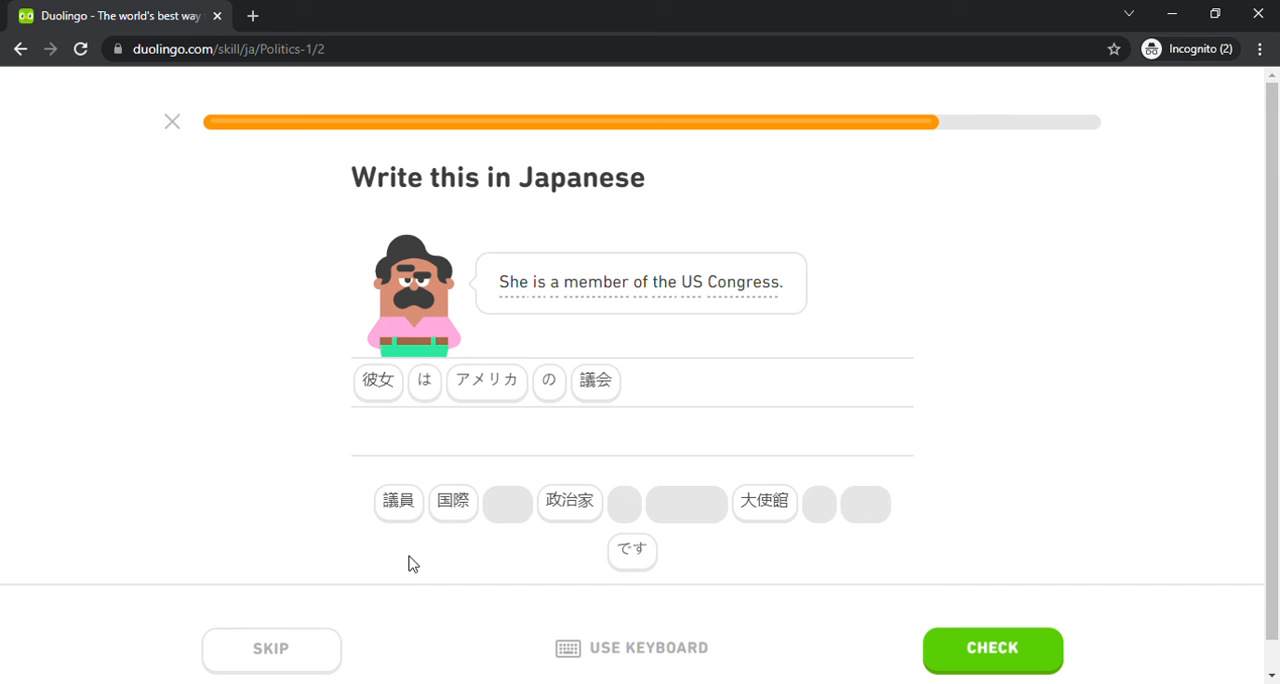 Duolingo - The world's best way
duolingo.com/skill/ja/Politics-1/2
Incognito (2)
Write this in Japanese
She is a member of the US Congress.
彼女 は アメリカ の 議会
議員 国際 政治家 大使館
です
SKIP
USE KEYBOARD
CHECK